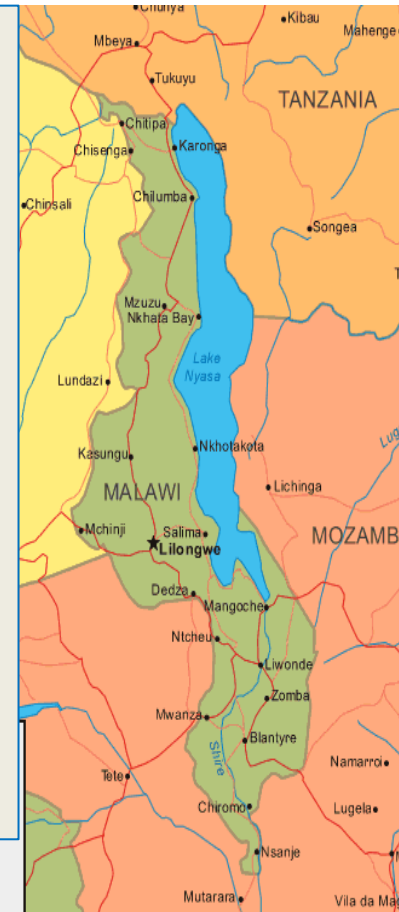 Chunya
Kibau
Mbeya
Mahenge
Tukuyu
TANZANIA
Chitipa
Karonga
Chisenga
Chilumba
Chinsali
Songea
Mzuzu
Nkhata Bay
Lake
Nyasa
Lundazi
Nkhotakota
Kasungu
Lichinga
MALAWI
Mchinji
Salima
MOZAMB
Lilongwe
Dedza
Mangoche
Ntcheu
Liwonde
Zomba
Mwanza
Blantyre
Shire
Namarroi
Tete
Chiromo
Lugela
Nsanje
Mutarara
Vila da Ma